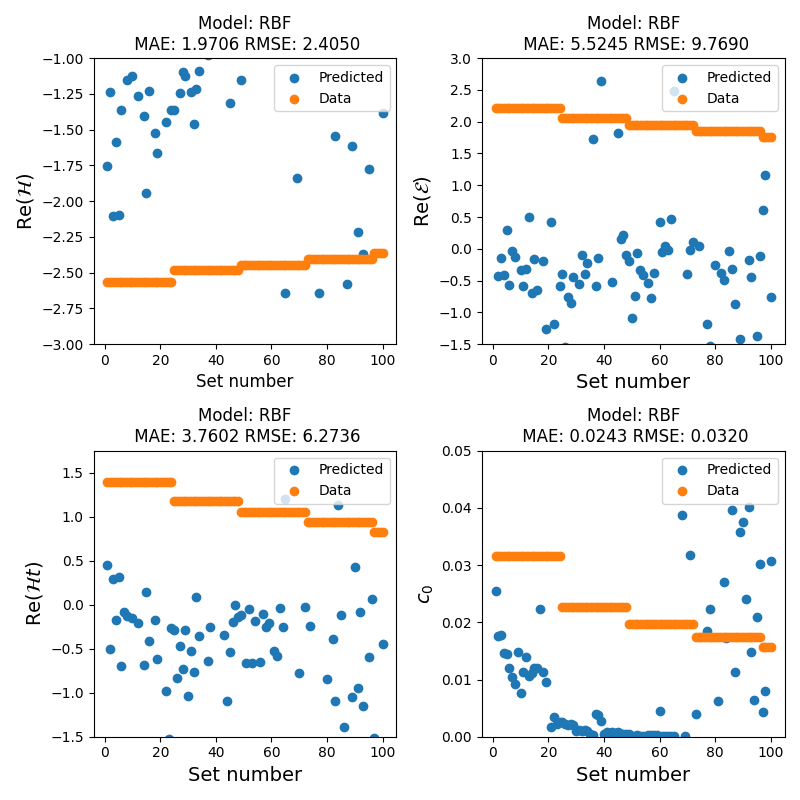 Model: RBF
MAE: 1.9706 RMSE: 2.4050
Predicted
Data
Re(ℋ)
−1.00
−1.25
−1.50
−1.75
−2.00
−2.25
−2.50
−2.75
−3.00
0 20 40 60 80 100
Set number
Model: RBF
MAE: 5.5245 RMSE: 9.7690
Predicted
Data
Re(ℰ)
3.0
2.5
2.0
1.5
1.0
0.5
0.0
−0.5
−1.0
−1.5
0 20 40 60 80 100
Set number
Model: RBF
MAE: 3.7602 RMSE: 6.2736
Predicted
Data
Re(ℋt)
1.5
1.0
0.5
0.0
−0.5
−1.0
−1.5
0 20 40 60 80 100
Set number
Model: RBF
MAE: 0.0243 RMSE: 0.0320
Predicted
Data
c₀
0.05
0.04
0.03
0.02
0.01
0.00
0 20 40 60 80 100
Set number